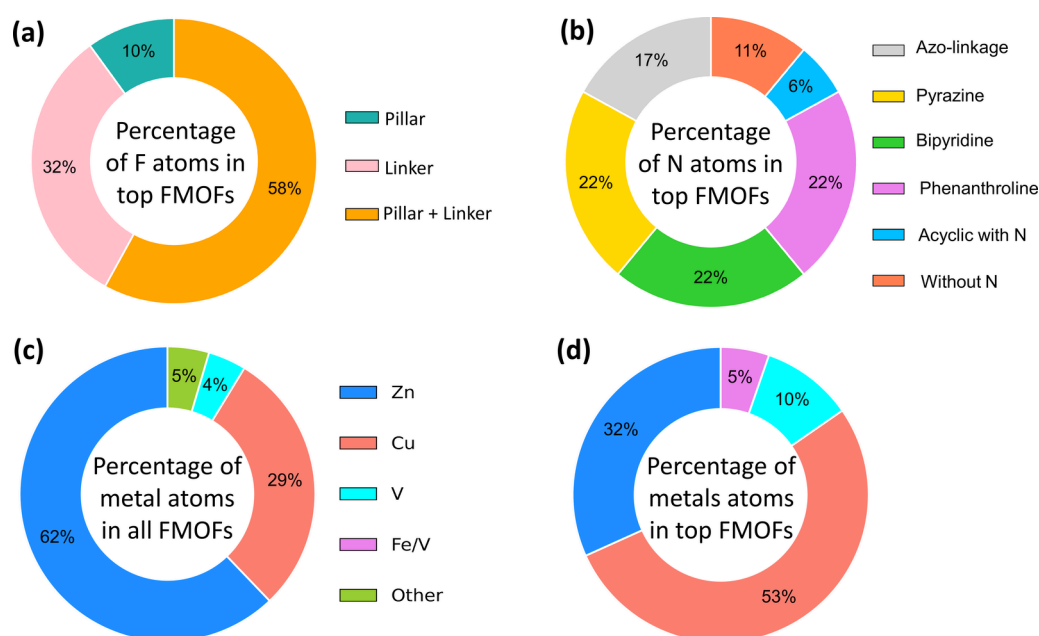 (a)
10%
32%
58%
Percentage
of F atoms in
top FMOFs
Pillar
Linker
Pillar + Linker
(b)
17%
11%
6%
22%
22%
22%
Percentage
of N atoms in
top FMOFs
Azo-linkage
Pyrazine
Bipyridine
Phenanthroline
Acyclic with N
Without N
(c)
5%
4%
29%
62%
Percentage of
metal atoms
in all FMOFs
Zn
Cu
V
Fe/V
Other
(d)
5%
10%
32%
53%
Percentage of
metals atoms
in top FMOFs